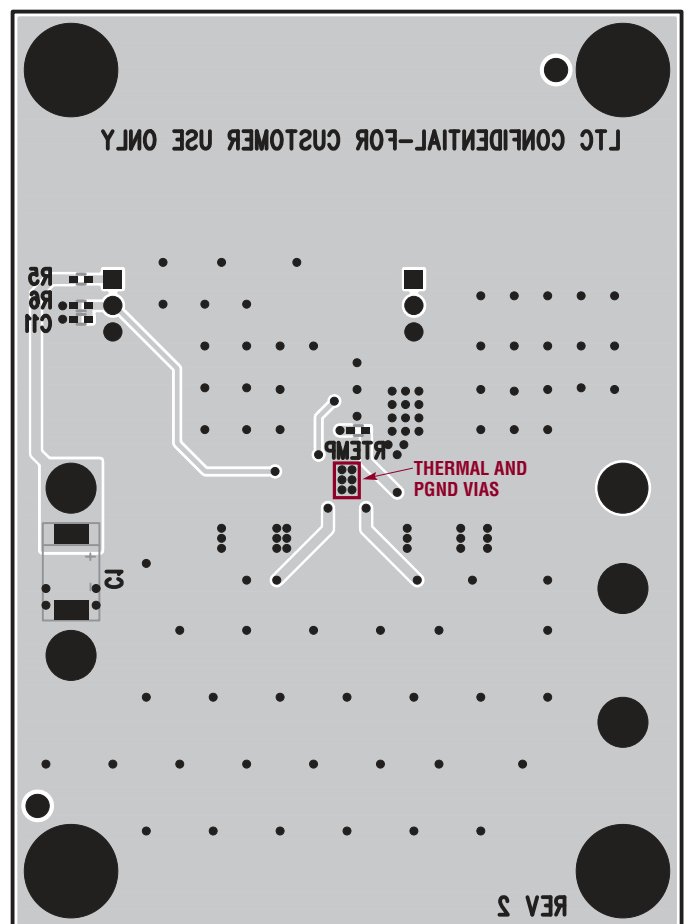 LTC CONFIDENTIAL-FOR CUSTOMER USE ONLY
R5
R6
C11
RTEMP
THERMAL AND
PGND VIAS
+
+
C1
REV 2